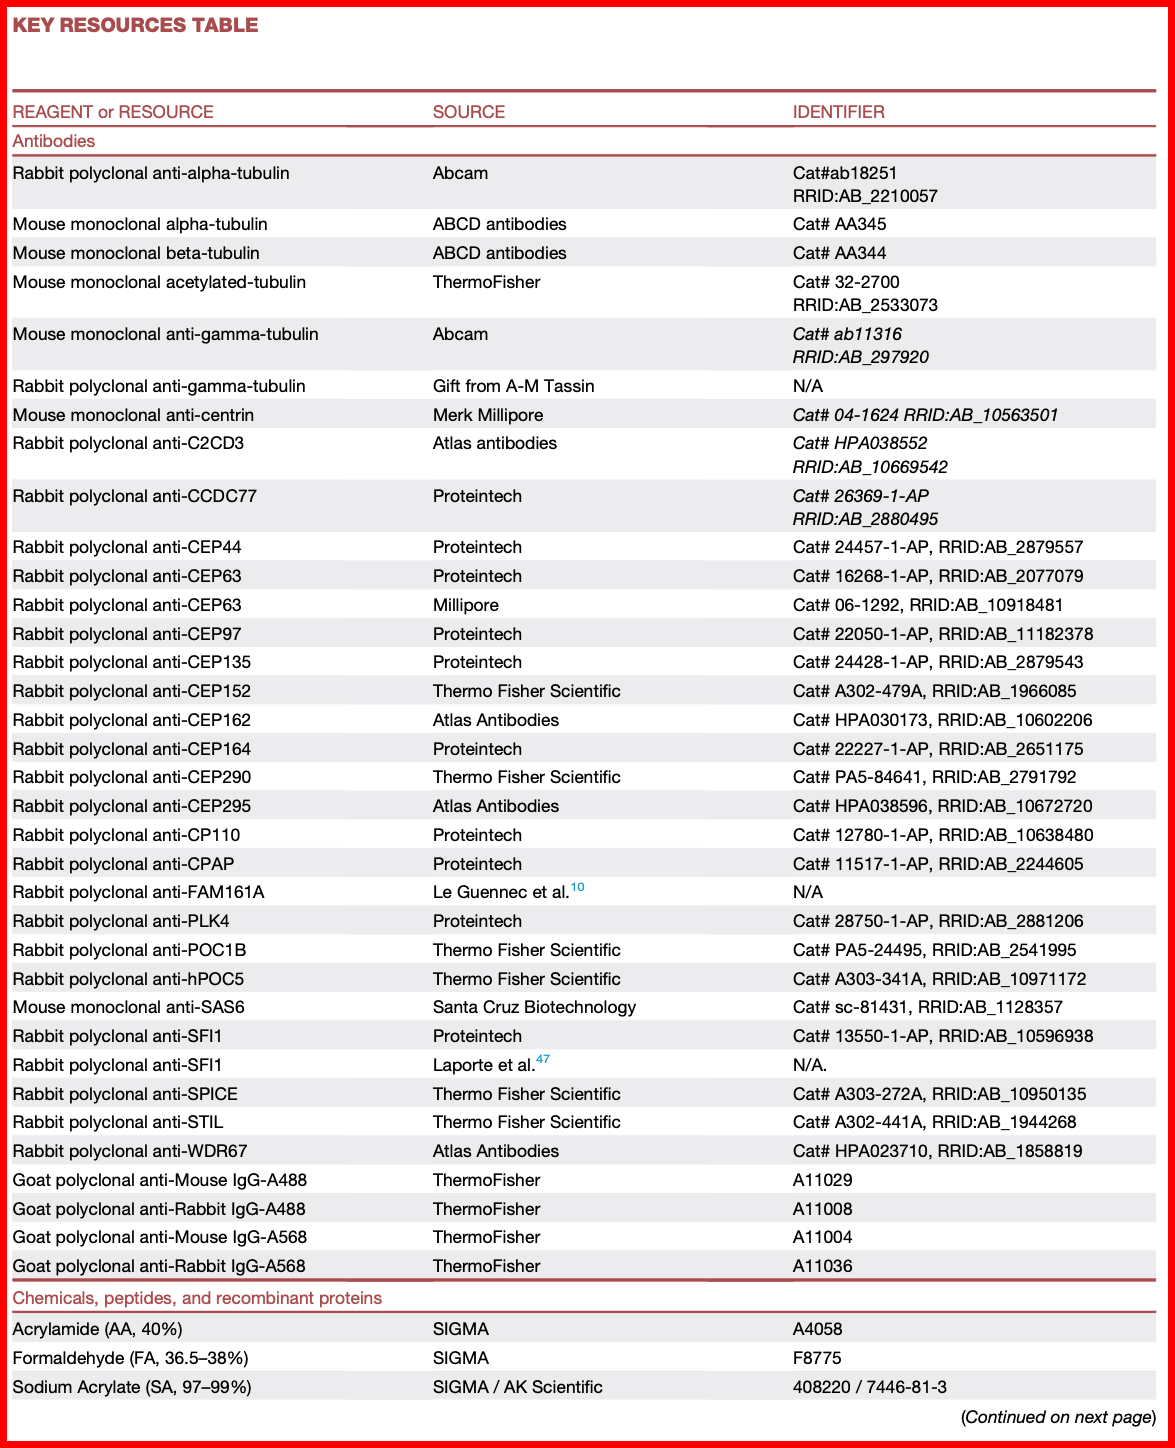 KEY RESOURCES TABLE
REAGENT or RESOURCE SOURCE IDENTIFIER
Antibodies
Rabbit polyclonal anti-alpha-tubulin Abcam Cat#ab18251
RRID:AB_2210057
Mouse monoclonal alpha-tubulin ABCD antibodies Cat# AA345
Mouse monoclonal beta-tubulin ABCD antibodies Cat# AA344
Mouse monoclonal acetylated-tubulin ThermoFisher Cat# 32-2700
RRID:AB_2533073
Mouse monoclonal anti-gamma-tubulin Abcam Cat# ab11316
RRID:AB_297920
Rabbit polyclonal anti-gamma-tubulin Gift from A-M Tassin N/A
Mouse monoclonal anti-centrin Merk Millipore Cat# 04-1624 RRID:AB_10563501
Rabbit polyclonal anti-C2CD3 Atlas antibodies Cat# HPA038552
RRID:AB_10669542
Rabbit polyclonal anti-CCDC77 Proteintech Cat# 26369-1-AP
RRID:AB_2880495
Rabbit polyclonal anti-CEP44 Proteintech Cat# 24457-1-AP, RRID:AB_2879557
Rabbit polyclonal anti-CEP63 Proteintech Cat# 16268-1-AP, RRID:AB_2077079
Rabbit polyclonal anti-CEP63 Millipore Cat# 06-1292, RRID:AB_10918481
Rabbit polyclonal anti-CEP97 Proteintech Cat# 22050-1-AP, RRID:AB_11182378
Rabbit polyclonal anti-CEP135 Proteintech Cat# 24428-1-AP, RRID:AB_2879543
Rabbit polyclonal anti-CEP152 Thermo Fisher Scientific Cat# A302-479A, RRID:AB_1966085
Rabbit polyclonal anti-CEP162 Atlas Antibodies Cat# HPA030173, RRID:AB_10602206
Rabbit polyclonal anti-CEP164 Proteintech Cat# 22227-1-AP, RRID:AB_2651175
Rabbit polyclonal anti-CEP290 Thermo Fisher Scientific Cat# PA5-84641, RRID:AB_2791792
Rabbit polyclonal anti-CEP295 Atlas Antibodies Cat# HPA038596, RRID:AB_10672720
Rabbit polyclonal anti-CP110 Proteintech Cat# 12780-1-AP, RRID:AB_10638480
Rabbit polyclonal anti-CPAP Proteintech Cat# 11517-1-AP, RRID:AB_2244605
Rabbit polyclonal anti-FAM161A Le Guennec et al.10 N/A
Rabbit polyclonal anti-PLK4 Proteintech Cat# 28750-1-AP, RRID:AB_2881206
Rabbit polyclonal anti-POC1B Thermo Fisher Scientific Cat# PA5-24495, RRID:AB_2541995
Rabbit polyclonal anti-hPOC5 Thermo Fisher Scientific Cat# A303-341A, RRID:AB_10971172
Mouse monoclonal anti-SAS6 Santa Cruz Biotechnology Cat# sc-81431, RRID:AB_1128357
Rabbit polyclonal anti-SFI1 Proteintech Cat# 13550-1-AP, RRID:AB_10596938
Rabbit polyclonal anti-SFI1 Laporte et al.47 N/A.
Rabbit polyclonal anti-SPICE Thermo Fisher Scientific Cat# A303-272A, RRID:AB_10950135
Rabbit polyclonal anti-STIL Thermo Fisher Scientific Cat# A302-441A, RRID:AB_1944268
Rabbit polyclonal anti-WDR67 Atlas Antibodies Cat# HPA023710, RRID:AB_1858819
Goat polyclonal anti-Mouse IgG-A488 ThermoFisher A11029
Goat polyclonal anti-Rabbit IgG-A488 ThermoFisher A11008
Goat polyclonal anti-Mouse IgG-A568 ThermoFisher A11004
Goat polyclonal anti-Rabbit IgG-A568 ThermoFisher A11036
Chemicals, peptides, and recombinant proteins
Acrylamide (AA, 40%) SIGMA A4058
Formaldehyde (FA, 36.5–38%) SIGMA F8775
Sodium Acrylate (SA, 97–99%) SIGMA / AK Scientific 408220 / 7446-81-3
(Continued on next page)